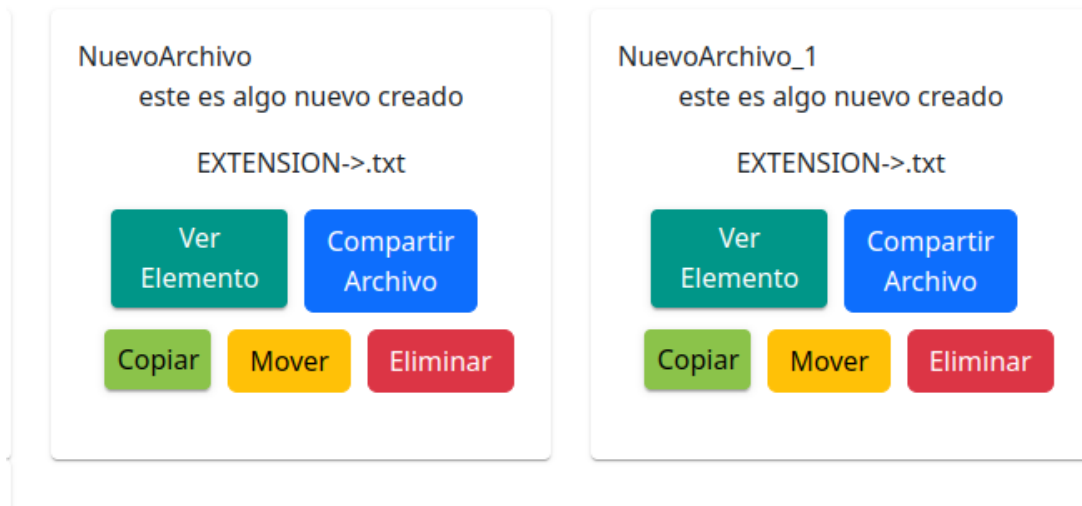 NuevoArchivo
este es algo nuevo creado
EXTENSION->.txt
Ver
Elemento
Compartir
Archivo
Copiar
Mover
Eliminar
NuevoArchivo_1
este es algo nuevo creado
EXTENSION->.txt
Ver
Elemento
Compartir
Archivo
Copiar
Mover
Eliminar